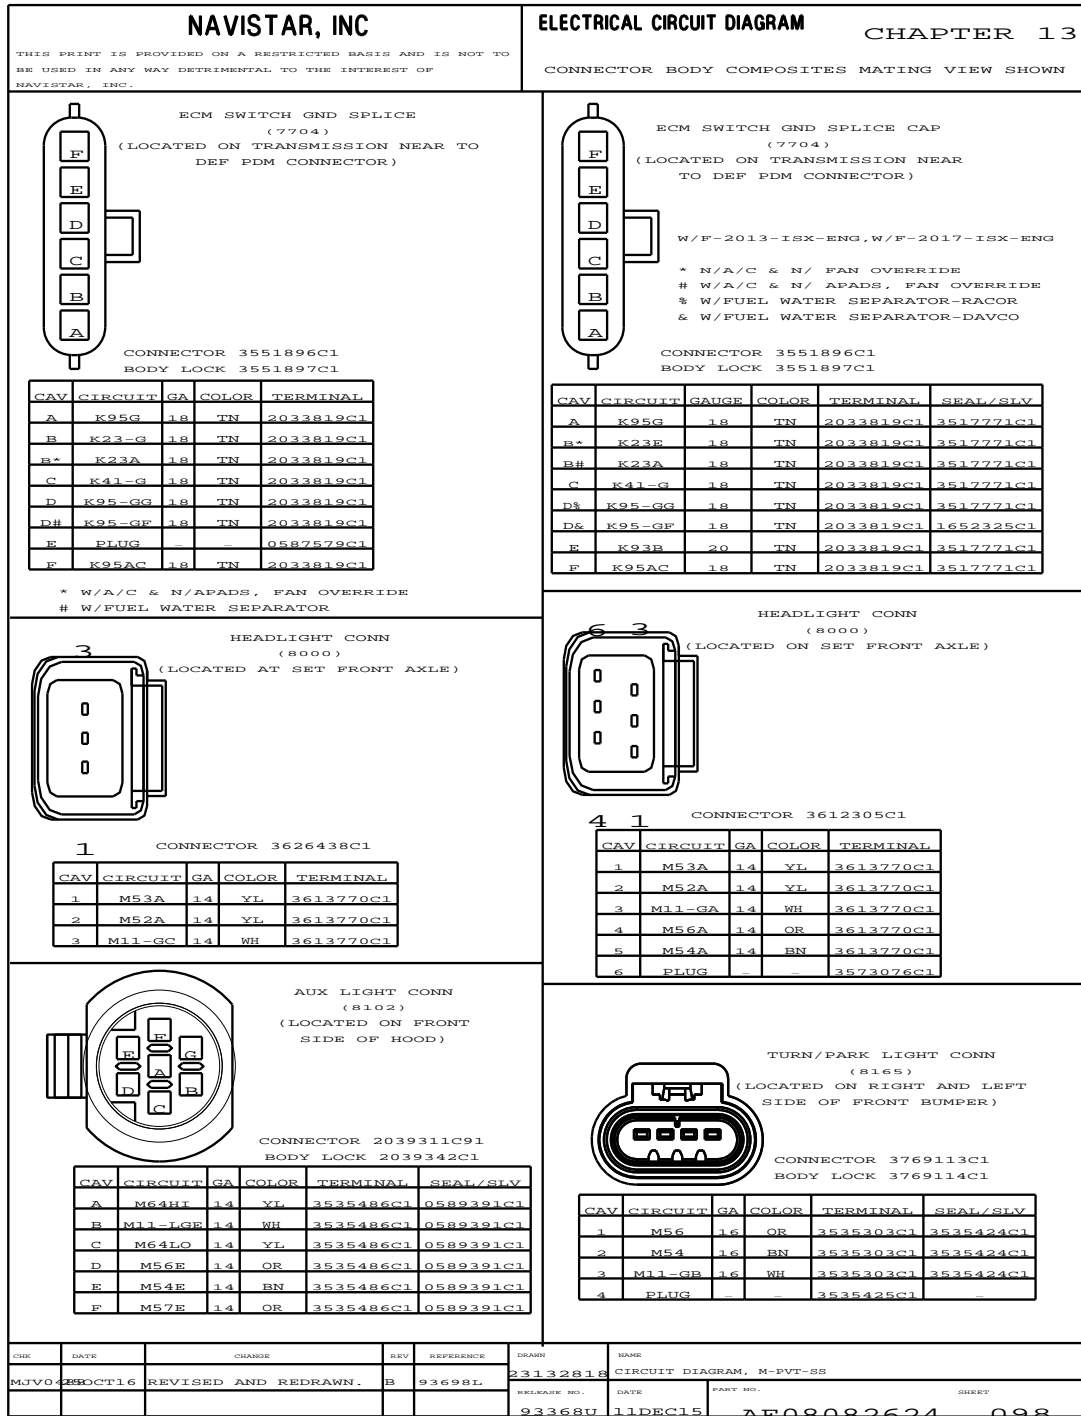 NAVISTAR, INC
THIS PRINT IS PROVIDED ON A RESTRICTED BASIS AND IS NOT TO
BE USED IN ANY WAY DETRIMENTAL TO THE INTEREST OF
NAVISTAR, INC.
ELECTRICAL CIRCUIT DIAGRAM CHAPTER 13
CONNECTOR BODY COMPOSITES MATING VIEW SHOWN
ECM SWITCH GND SPLICE
(7704)
(LOCATED ON TRANSMISSION NEAR TO
DEF PDM CONNECTOR)
F
E
D
C
B
A
CONNECTOR 3551896C1
BODY LOCK 3551897C1
CAV CIRCUIT GA COLOR TERMINAL
A K95G 18 TN 2033819C1
B K23-G 18 TN 2033819C1
B* K23A 18 TN 2033819C1
C K41-G 18 TN 2033819C1
D K95-GG 18 TN 2033819C1
D# K95-GF 18 TN 2033819C1
E PLUG - - 0587579C1
F K95AC 18 TN 2033819C1
* W/A/C & N/APADS, FAN OVERRIDE
# W/FUEL WATER SEPARATOR
ECM SWITCH GND SPLICE CAP
(7704)
(LOCATED ON TRANSMISSION NEAR
TO DEF PDM CONNECTOR)
F
E
D
C
B
A
W/F-2013-ISX-ENG,W/F-2017-ISX-ENG
* N/A/C & N/ FAN OVERRIDE
# W/A/C & N/ APADS, FAN OVERRIDE
% W/FUEL WATER SEPARATOR-RACOR
& W/FUEL WATER SEPARATOR-DAVCO
CONNECTOR 3551896C1
BODY LOCK 3551897C1
CAV CIRCUIT GAUGE COLOR TERMINAL SEAL/SLV
A K95G 18 TN 2033819C1 3517771C1
B* K23E 18 TN 2033819C1 3517771C1
B# K23A 18 TN 2033819C1 3517771C1
C K41-G 18 TN 2033819C1 3517771C1
D% K95-GG 18 TN 2033819C1 3517771C1
D& K95-GF 18 TN 2033819C1 1652325C1
E K93B 20 TN 2033819C1 3517771C1
F K95AC 18 TN 2033819C1 3517771C1
HEADLIGHT CONN
(8000)
(LOCATED AT SET FRONT AXLE)
3
1
CONNECTOR 3626438C1
CAV CIRCUIT GA COLOR TERMINAL
1 M53A 14 YL 3613770C1
2 M52A 14 YL 3613770C1
3 M11-GC 14 WH 3613770C1
HEADLIGHT CONN
(8000)
(LOCATED ON SET FRONT AXLE)
6 3
4 1
CONNECTOR 3612305C1
CAV CIRCUIT GA COLOR TERMINAL
1 M53A 14 YL 3613770C1
2 M52A 14 YL 3613770C1
3 M11-GA 14 WH 3613770C1
4 M56A 14 OR 3613770C1
5 M54A 14 BN 3613770C1
6 PLUG - - 3573076C1
AUX LIGHT CONN
(8102)
(LOCATED ON FRONT
SIDE OF HOOD)
F
E G
A
D B
C
CONNECTOR 2039311C91
BODY LOCK 2039342C1
CAV CIRCUIT GA COLOR TERMINAL SEAL/SLV
A M64HI 14 YL 3535486C1 0589391C1
B M11-LGE 14 WH 3535486C1 0589391C1
C M64LO 14 YL 3535486C1 0589391C1
D M56E 14 OR 3535486C1 0589391C1
E M54E 14 BN 3535486C1 0589391C1
F M57E 14 OR 3535486C1 0589391C1
TURN/PARK LIGHT CONN
(8165)
(LOCATED ON RIGHT AND LEFT
SIDE OF FRONT BUMPER)
CONNECTOR 3769113C1
BODY LOCK 3769114C1
CAV CIRCUIT GA COLOR TERMINAL SEAL/SLV
1 M56 16 OR 3535303C1 3535424C1
2 M54 16 BN 3535303C1 3535424C1
3 M11-GB 16 WH 3535303C1 3535424C1
4 PLUG - - 3535425C1 -
CHK DATE CHANGE REV REFERENCE
REVISED AND REDRAWN. B 93698L
DRAWN
23132818
NAME
CIRCUIT DIAGRAM, M-PVT-SS
RELEASE NO.
93368U
DATE
11DEC15
PART NO. SHEET
AF08082624 098